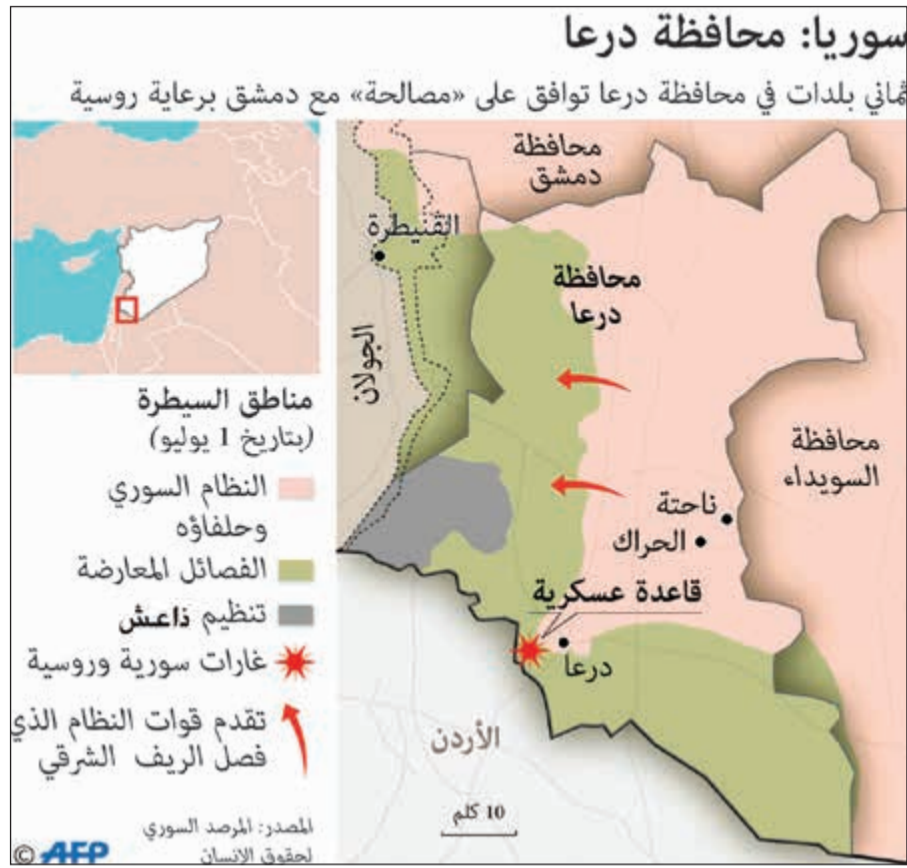 سوريا: محافظة درعا
ثماني بلدات في محافظة درعا توافق على «مصالحة» مع دمشق برعاية روسية
محافظة
دمشق
القنيطرة
محافظة
درعا
الجولان
محافظة
السويداء
ناحتة
الحراك
قاعدة عسكرية
درعا
الأردن
10 كلم
مناطق السيطرة
(بتاريخ 1 يوليو)
النظام السوري
وحلفاؤه
الفصائل المعارضة
تنظيم داعش
غارات سورية وروسية
تقدم قوات النظام الذي
فصل الريف الشرقي
المصدر: المرصد السوري
لحقوق الانسان
© AFP